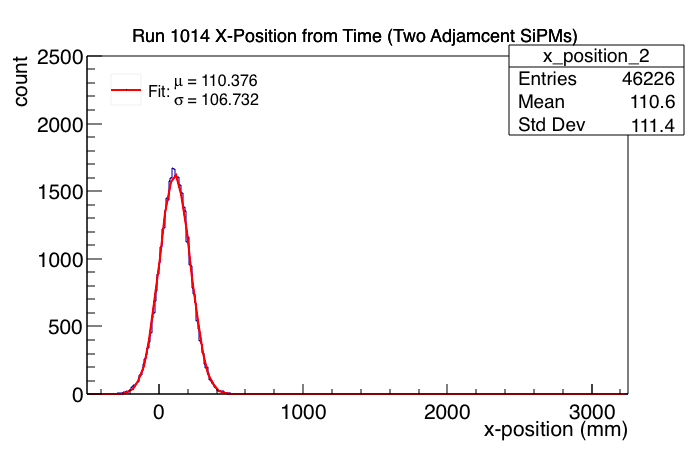 Run 1014 X-Position from Time (Two Adjamcent SiPMs)
x_position_2
Entries 46226
Mean 110.6
Std Dev 111.4
Fit: μ = 110.376
σ = 106.732
count
2500
2000
1500
1000
500
0
0 1000 2000 3000
x-position (mm)